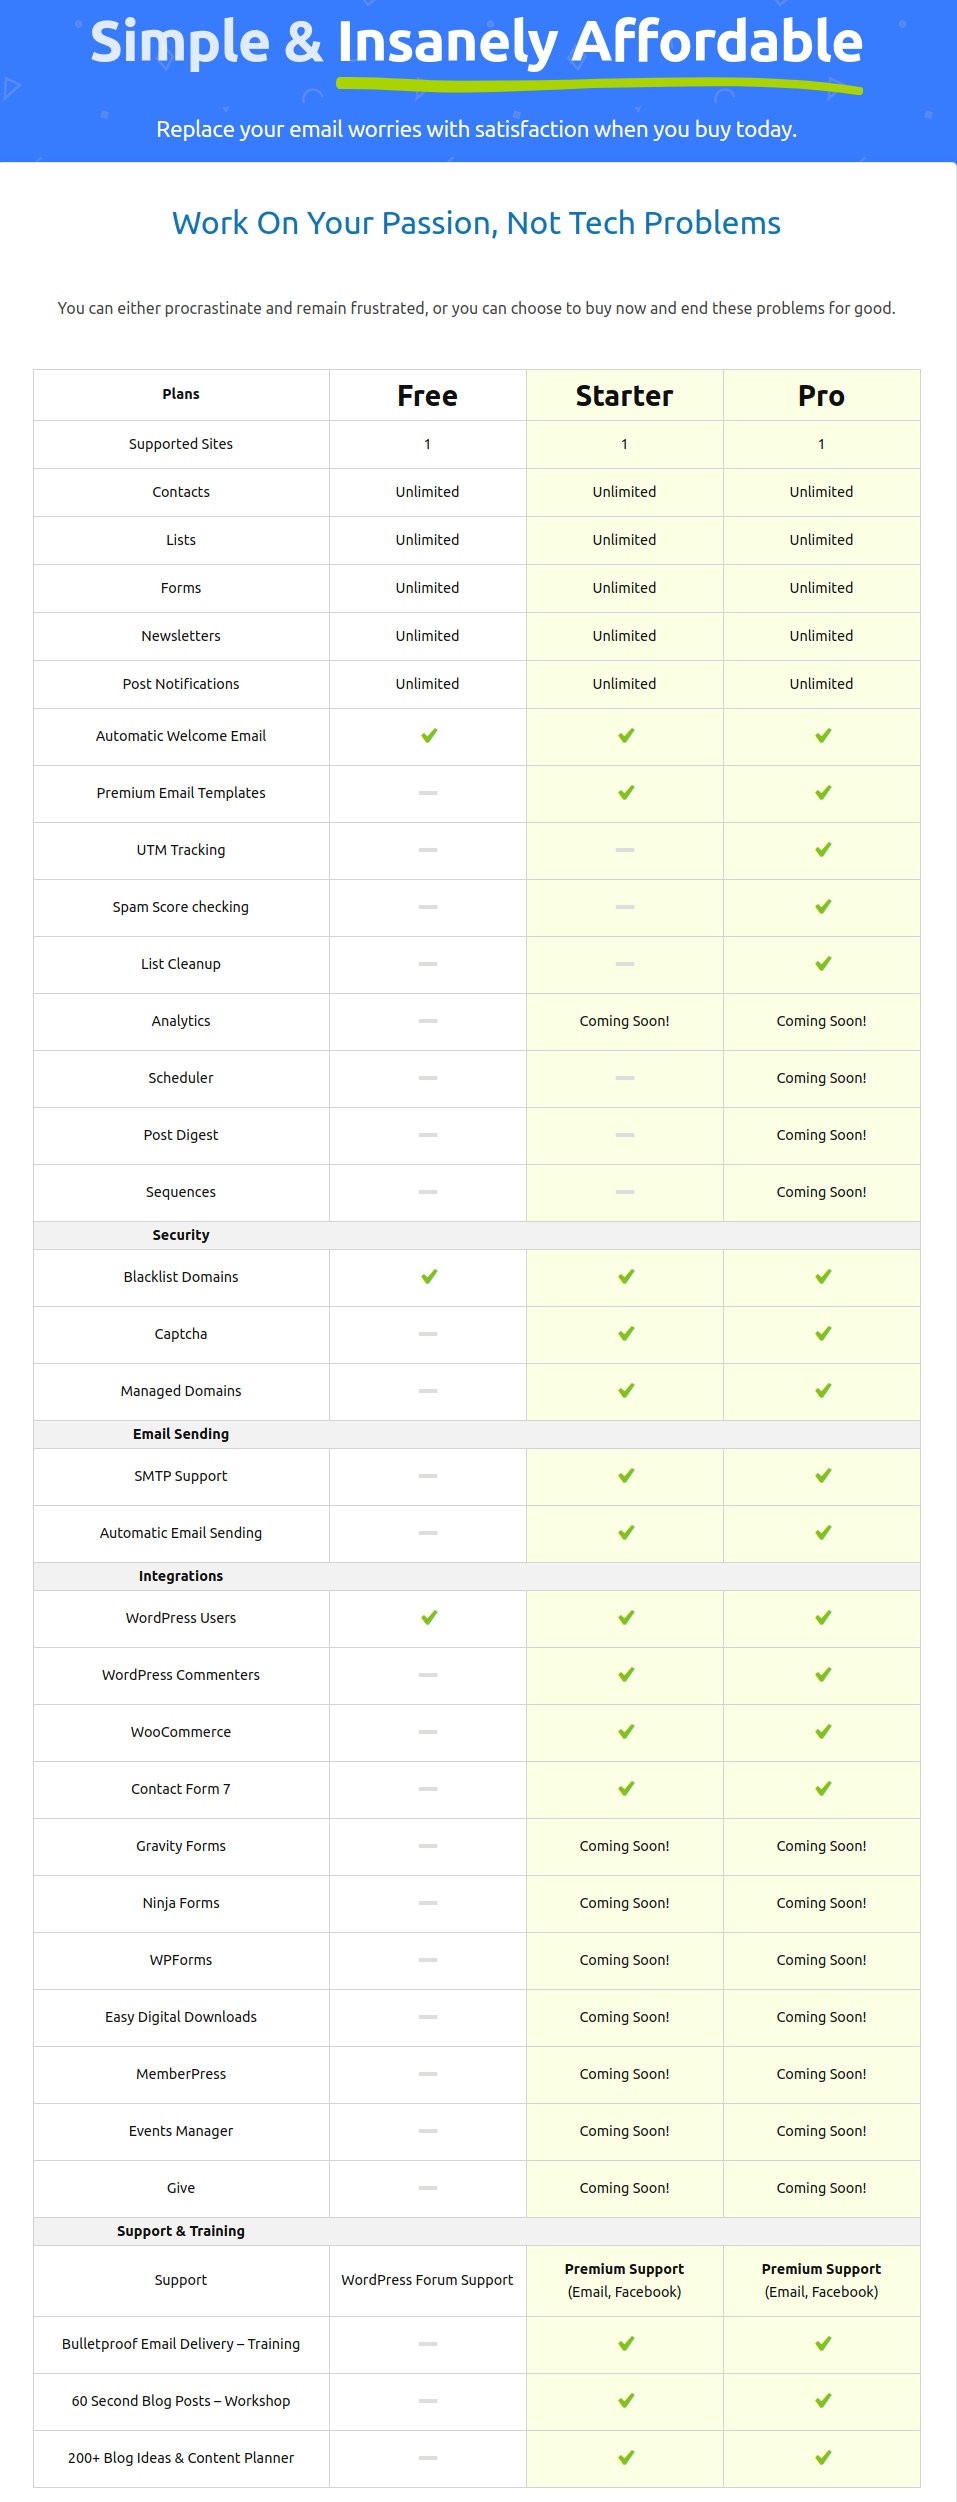 Simple & Insanely Affordable
Replace your email worries with satisfaction when you buy today.
Work On Your Passion, Not Tech Problems
You can either procrastinate and remain frustrated, or you can choose to buy now and end these problems for good.
Plans Free Starter Pro
Supported Sites 1 1 1
Contacts Unlimited Unlimited Unlimited
Lists Unlimited Unlimited Unlimited
Forms Unlimited Unlimited Unlimited
Newsletters Unlimited Unlimited Unlimited
Post Notifications Unlimited Unlimited Unlimited
Automatic Welcome Email
Premium Email Templates
UTM Tracking
Spam Score checking
List Cleanup
Analytics Coming Soon! Coming Soon!
Scheduler Coming Soon!
Post Digest Coming Soon!
Sequences Coming Soon!
Security
Blacklist Domains
Captcha
Managed Domains
Email Sending
SMTP Support
Automatic Email Sending
Integrations
WordPress Users
WordPress Commenters
WooCommerce
Contact Form 7
Gravity Forms Coming Soon! Coming Soon!
Ninja Forms Coming Soon! Coming Soon!
WPForms Coming Soon! Coming Soon!
Easy Digital Downloads Coming Soon! Coming Soon!
MemberPress Coming Soon! Coming Soon!
Events Manager Coming Soon! Coming Soon!
Give Coming Soon! Coming Soon!
Support & Training
Premium Support Premium Support
Support WordPress Forum Support
(Email, Facebook) (Email, Facebook)
Bulletproof Email Delivery – Training
60 Second Blog Posts – Workshop
200+ Blog Ideas & Content Planner